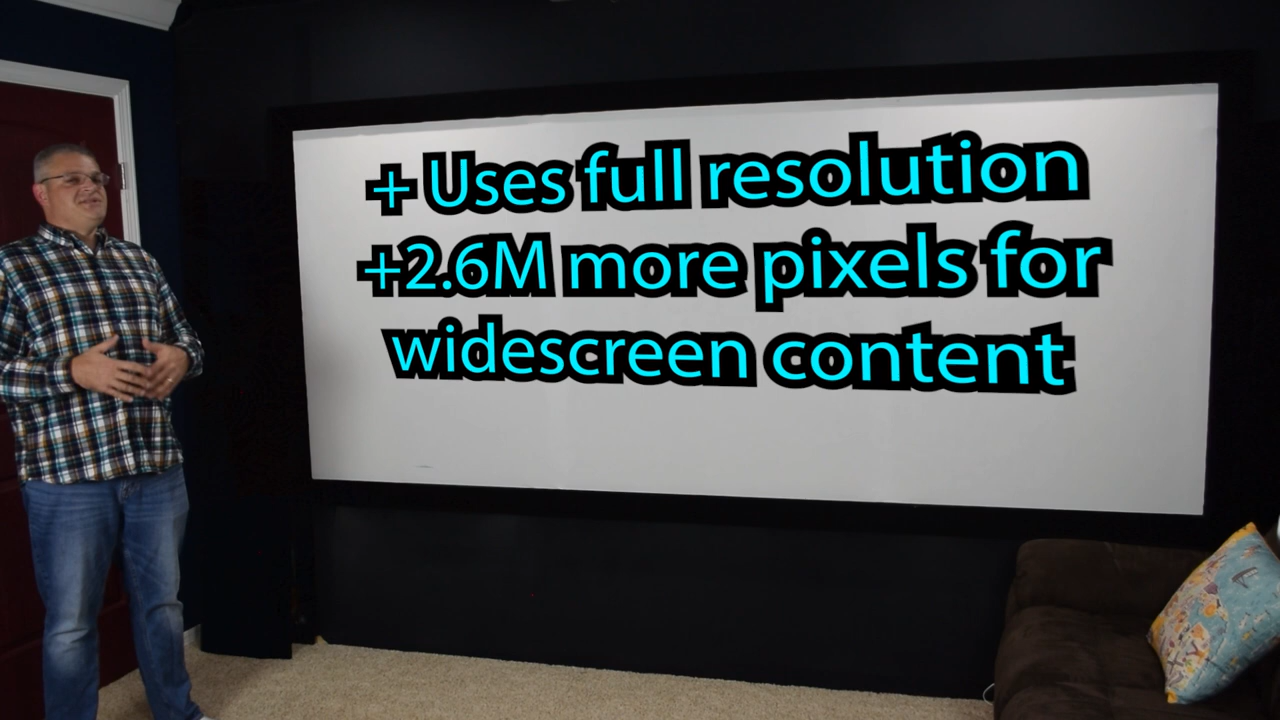 + Uses full resolution
+2.6M more pixels for
widescreen content